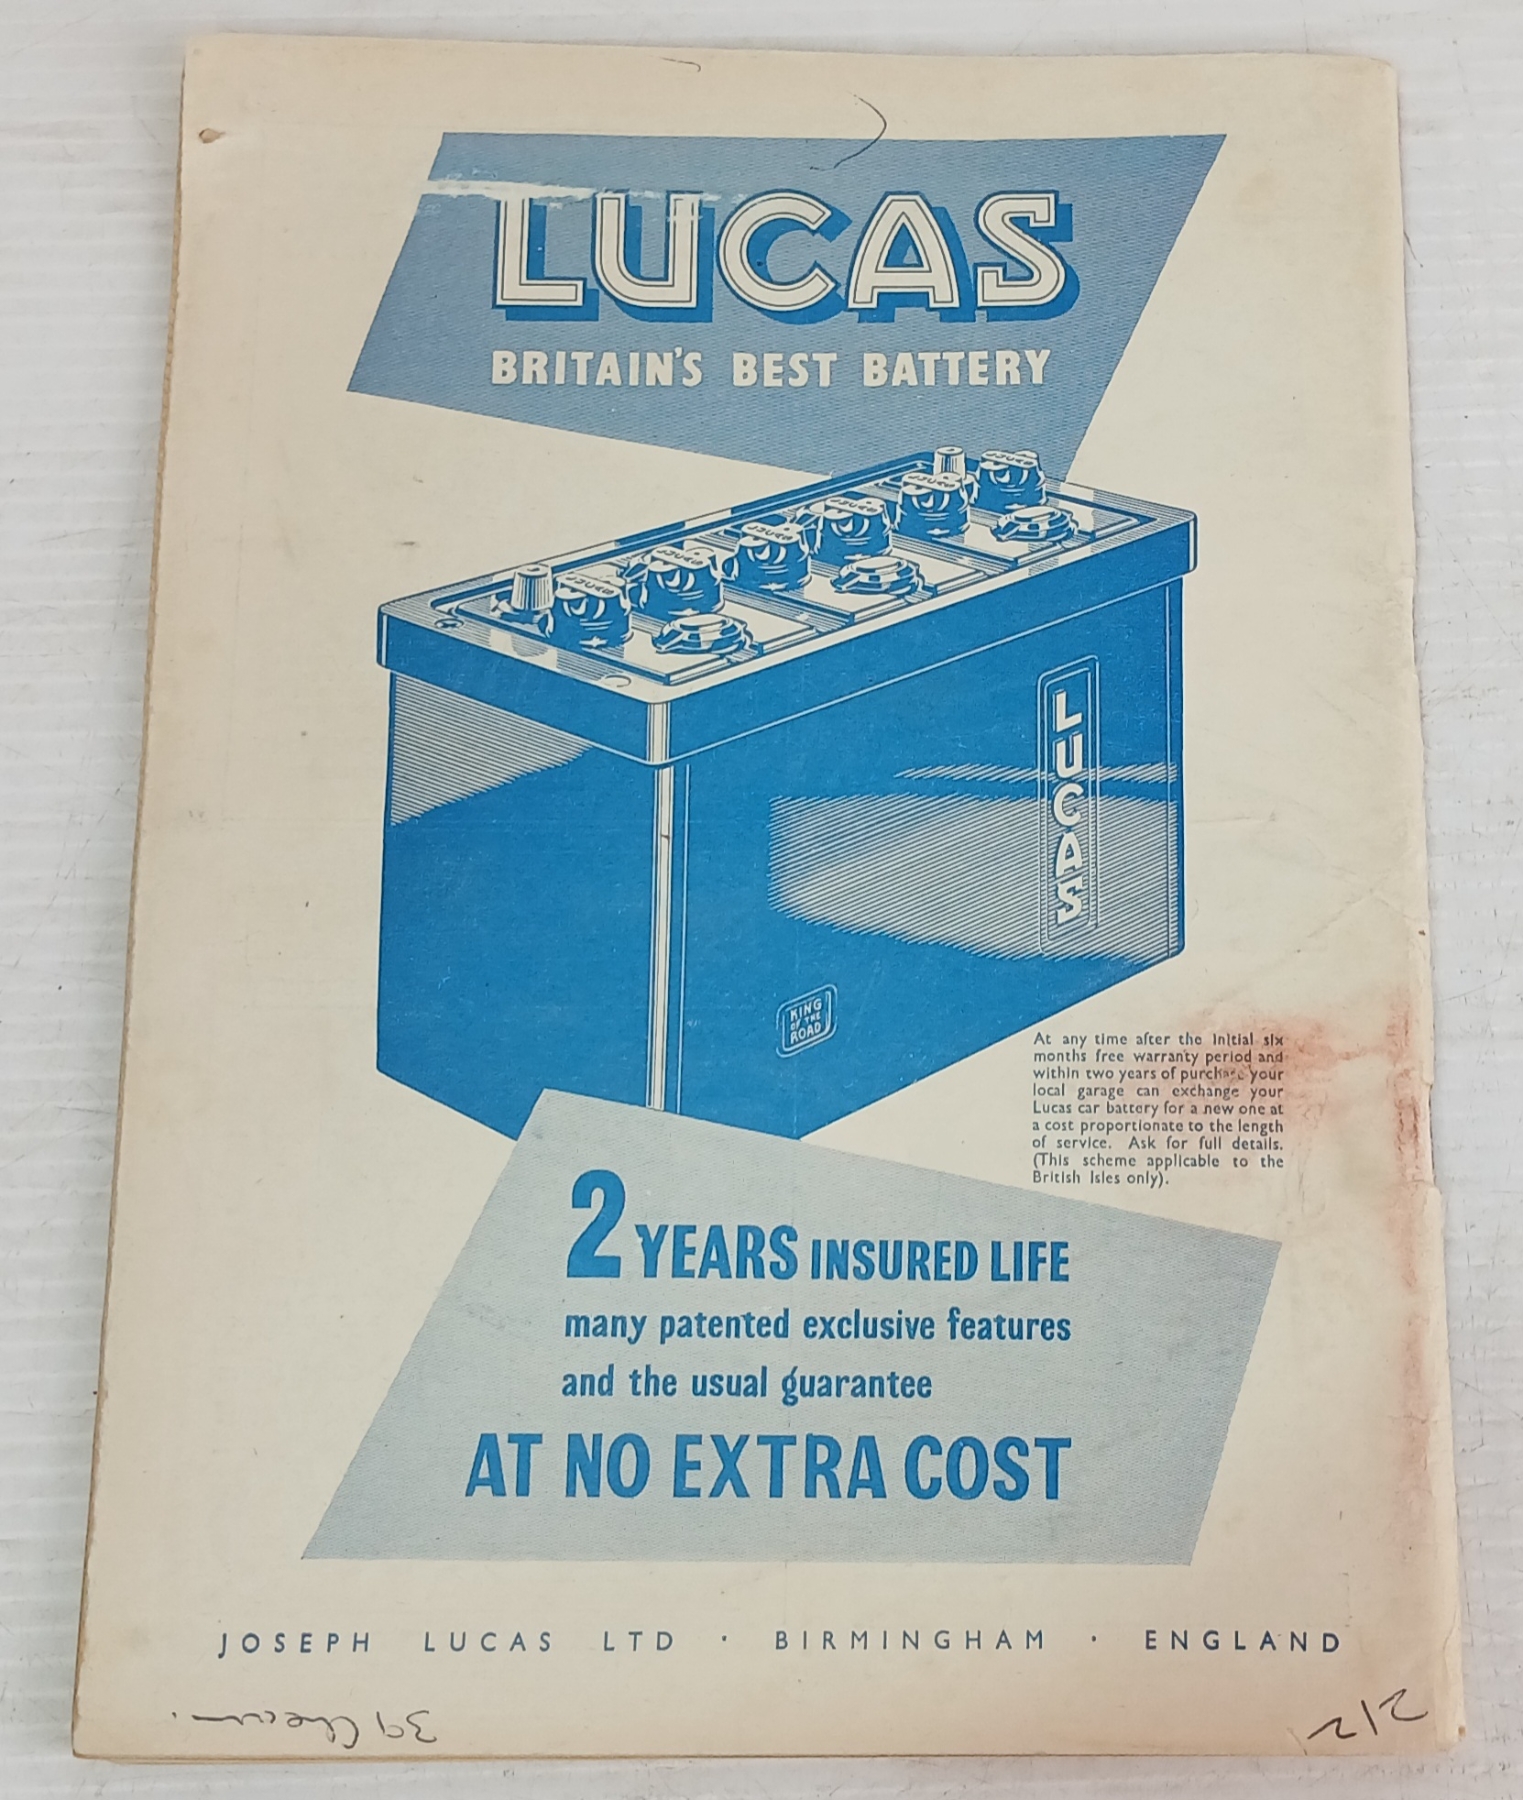 LUCAS
BRITAIN'S BEST BATTERY
LUCAS
KING
OF THE
ROAD
At any time after the initial six
months free warranty period and
within two years of purchase your
local garage can exchange your
Lucas car battery for a new one at
a cost proportionate to the length
of service. Ask for full details.
(This scheme applicable to the
British Isles only).
2 YEARS INSURED LIFE
many patented exclusive features
and the usual guarantee
AT NO EXTRA COST
JOSEPH LUCAS LTD · BIRMINGHAM · ENGLAND
39
2/2